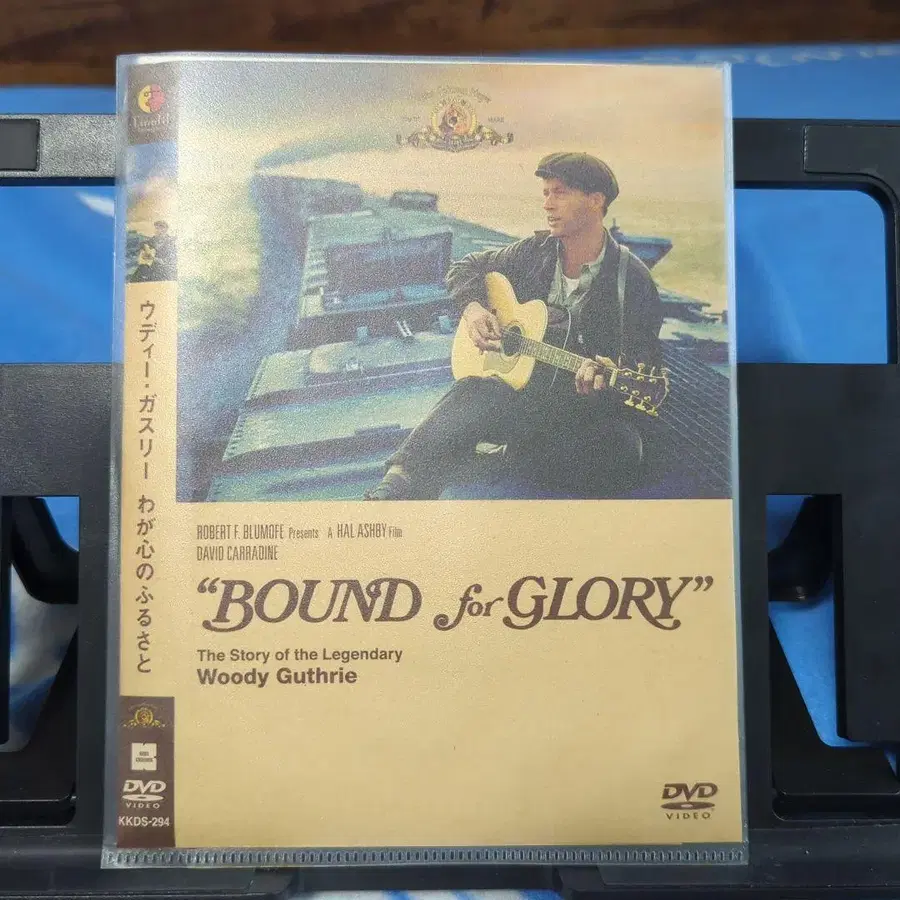 ウディー・ガスリー わが心のふるさと
DVD
VIDEO
KKDS-294
ROBERT F. BLUMOFE Presents A HAL ASHBY Film
DAVID CARRADINE
“BOUND for GLORY”
The Story of the Legendary
Woody Guthrie
DVD
VIDEO